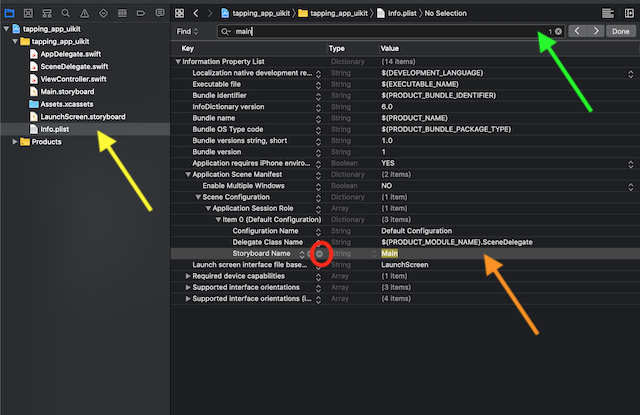 tapping_app_uikit › tapping_app_uikit › Info.plist › No Selection
Find › main 1 Done
tapping_app_uikit
tapping_app_uikit
AppDelegate.swift
SceneDelegate.swift
ViewController.swift
Main.storyboard
Assets.xcassets
LaunchScreen.storyboard
Info.plist
Products
Key Type Value
Information Property List Dictionary (14 items)
Localization native development re... String $(DEVELOPMENT_LANGUAGE)
Executable file String $(EXECUTABLE_NAME)
Bundle identifier String $(PRODUCT_BUNDLE_IDENTIFIER)
InfoDictionary version String 6.0
Bundle name String $(PRODUCT_NAME)
Bundle OS Type code String $(PRODUCT_BUNDLE_PACKAGE_TYPE)
Bundle versions string, short String 1.0
Bundle version String 1
Application requires iPhone enviro... Boolean YES
Application Scene Manifest Dictionary (2 items)
Enable Multiple Windows Boolean NO
Scene Configuration Dictionary (1 item)
Application Session Role Array (1 item)
Item 0 (Default Configuration) Dictionary (3 items)
Configuration Name String Default Configuration
Delegate Class Name String $(PRODUCT_MODULE_NAME).SceneDelegate
Storyboard Name String Main
Launch screen interface file base... String LaunchScreen
Required device capabilities Array (1 item)
Supported interface orientations Array (3 items)
Supported interface orientations (i... Array (4 items)